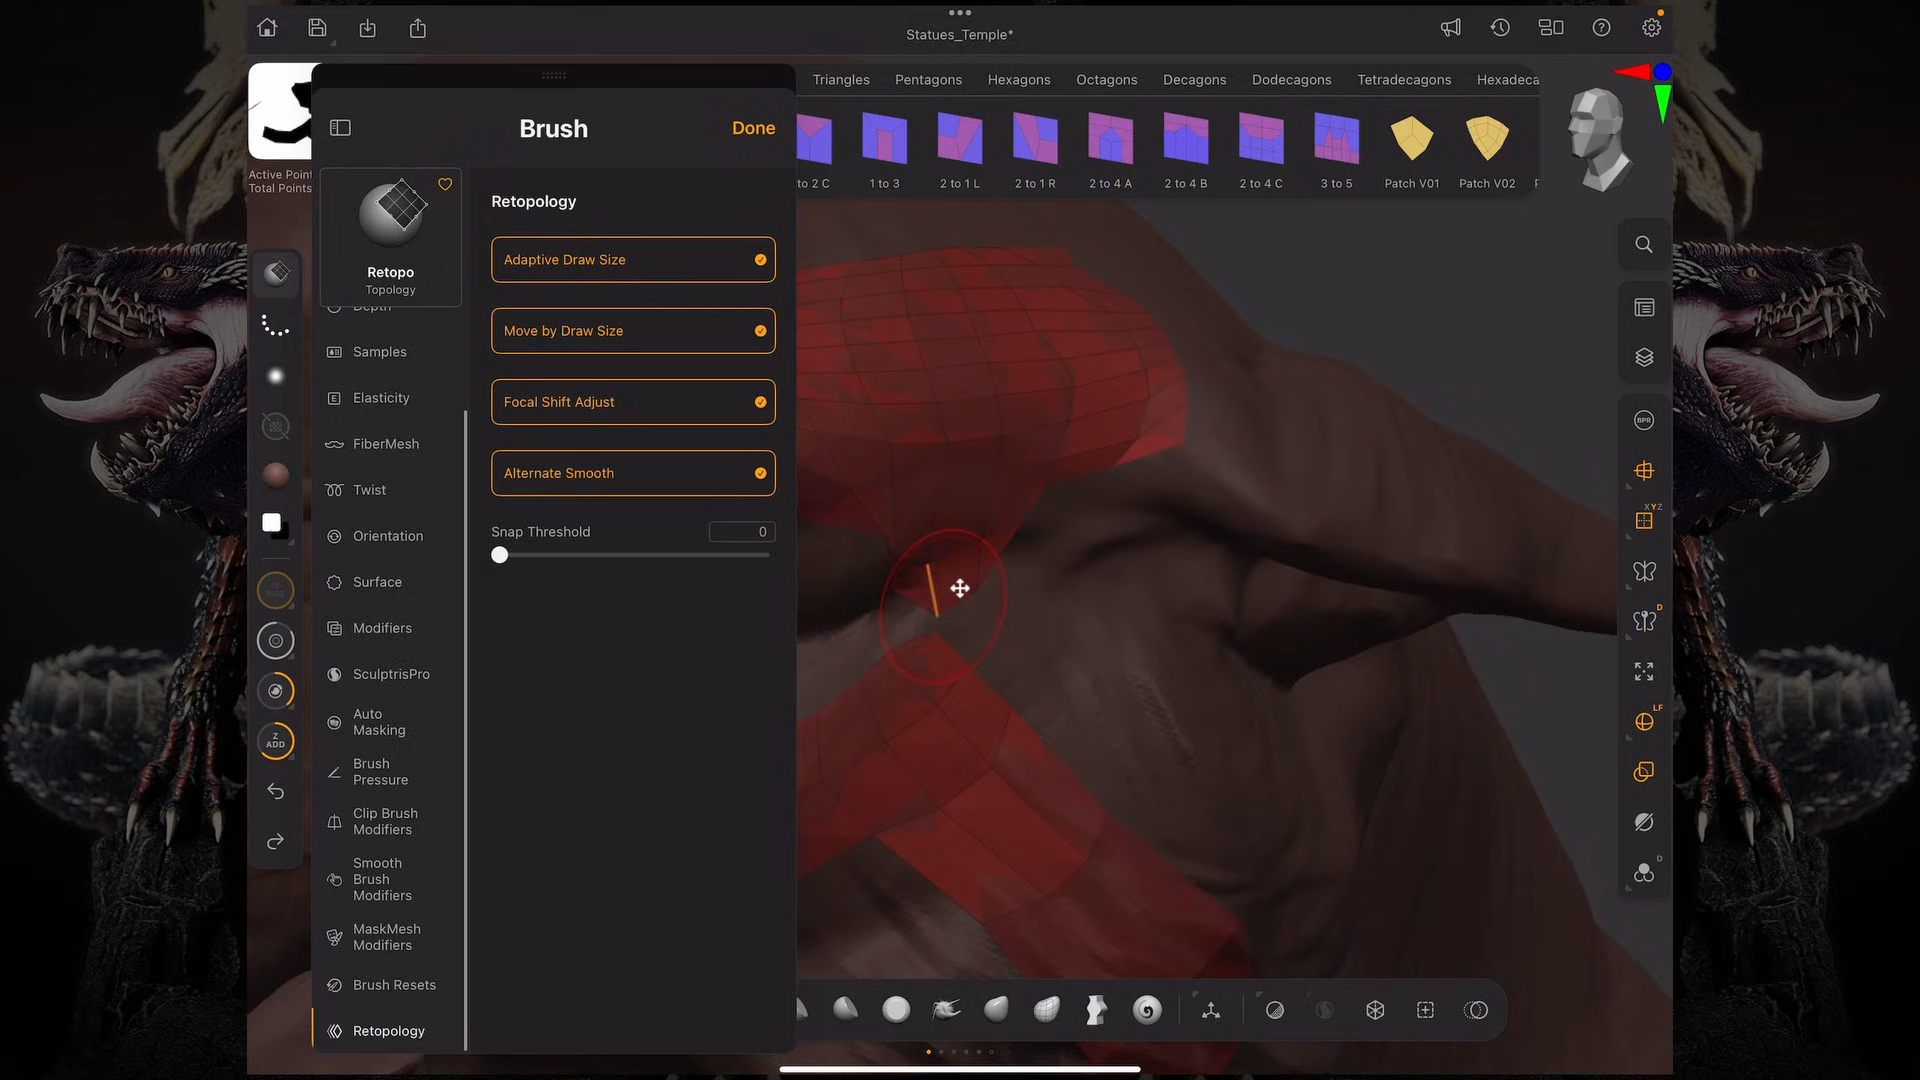 Statues_Temple*
Active Poin
Total Points
Brush
Done
Retopo
Topology
Depth
Samples
Elasticity
FiberMesh
Twist
Orientation
Surface
Modifiers
SculptrisPro
Auto
Masking
Brush
Pressure
Clip Brush
Modifiers
Smooth
Brush
Modifiers
MaskMesh
Modifiers
Brush Resets
Retopology
Retopology
Adaptive Draw Size
Move by Draw Size
Focal Shift Adjust
Alternate Smooth
Snap Threshold
0
Triangles
Pentagons
Hexagons
Octagons
Decagons
Dodecagons
Tetradecagons
Hexadeca
to 2 C
1 to 3
2 to 1 L
2 to 1 R
2 to 4 A
2 to 4 B
2 to 4 C
3 to 5
Patch V01
Patch V02
RGB
Z
ADD
E
BPR
XYZ
D
LF
D